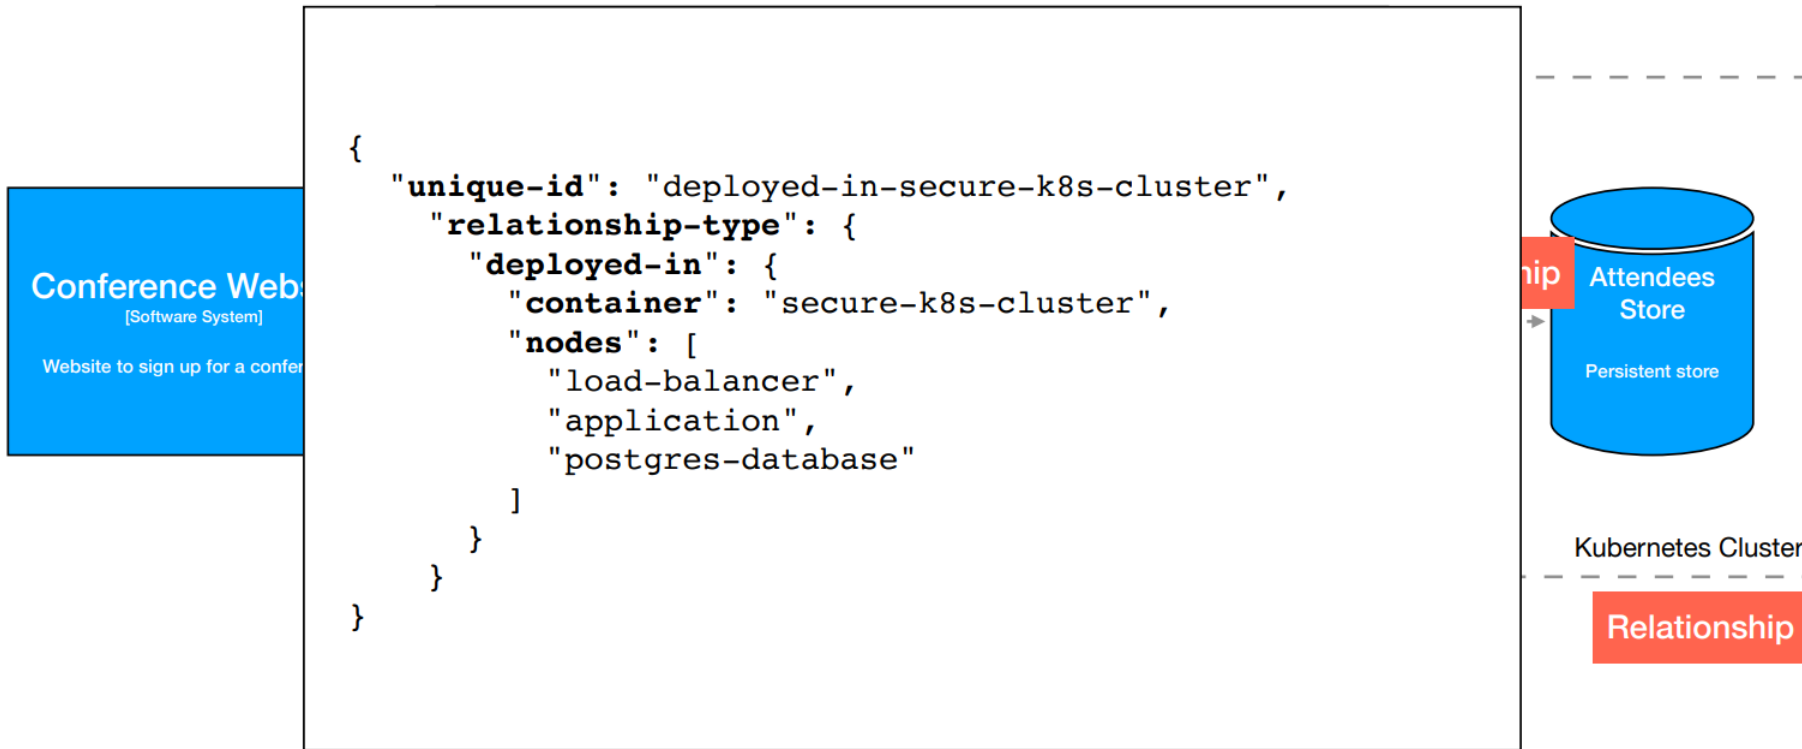 {
"unique-id": "deployed-in-secure-k8s-cluster",
"relationship-type": {
"deployed-in": {
"container": "secure-k8s-cluster",
"nodes": [
"load-balancer",
"application",
"postgres-database"
]
}
}
}
Conference Webs
[Software System]
Website to sign up for a confer
hip
Attendees
Store
Persistent store
Kubernetes Cluster
Relationship